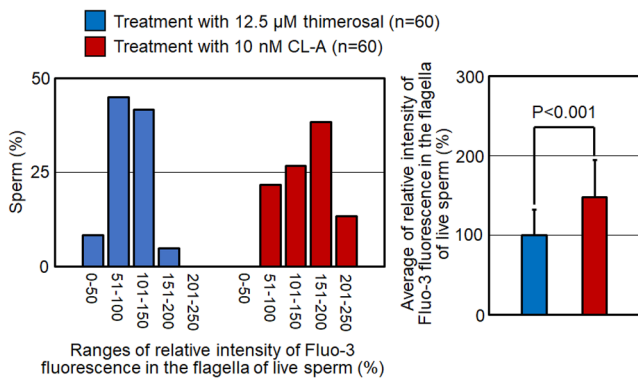 Treatment with 12.5 µM thimerosal (n=60)
Treatment with 10 nM CL-A (n=60)
Sperm (%)
50
25
0
0-50
51-100
101-150
151-200
201-250
0-50
51-100
101-150
151-200
201-250
Ranges of relative intensity of Fluo-3
fluorescence in the flagella of live sperm (%)
Average of relative intensity of
Fluo-3 fluorescence in the flagella
of live sperm (%)
300
200
100
0
P<0.001